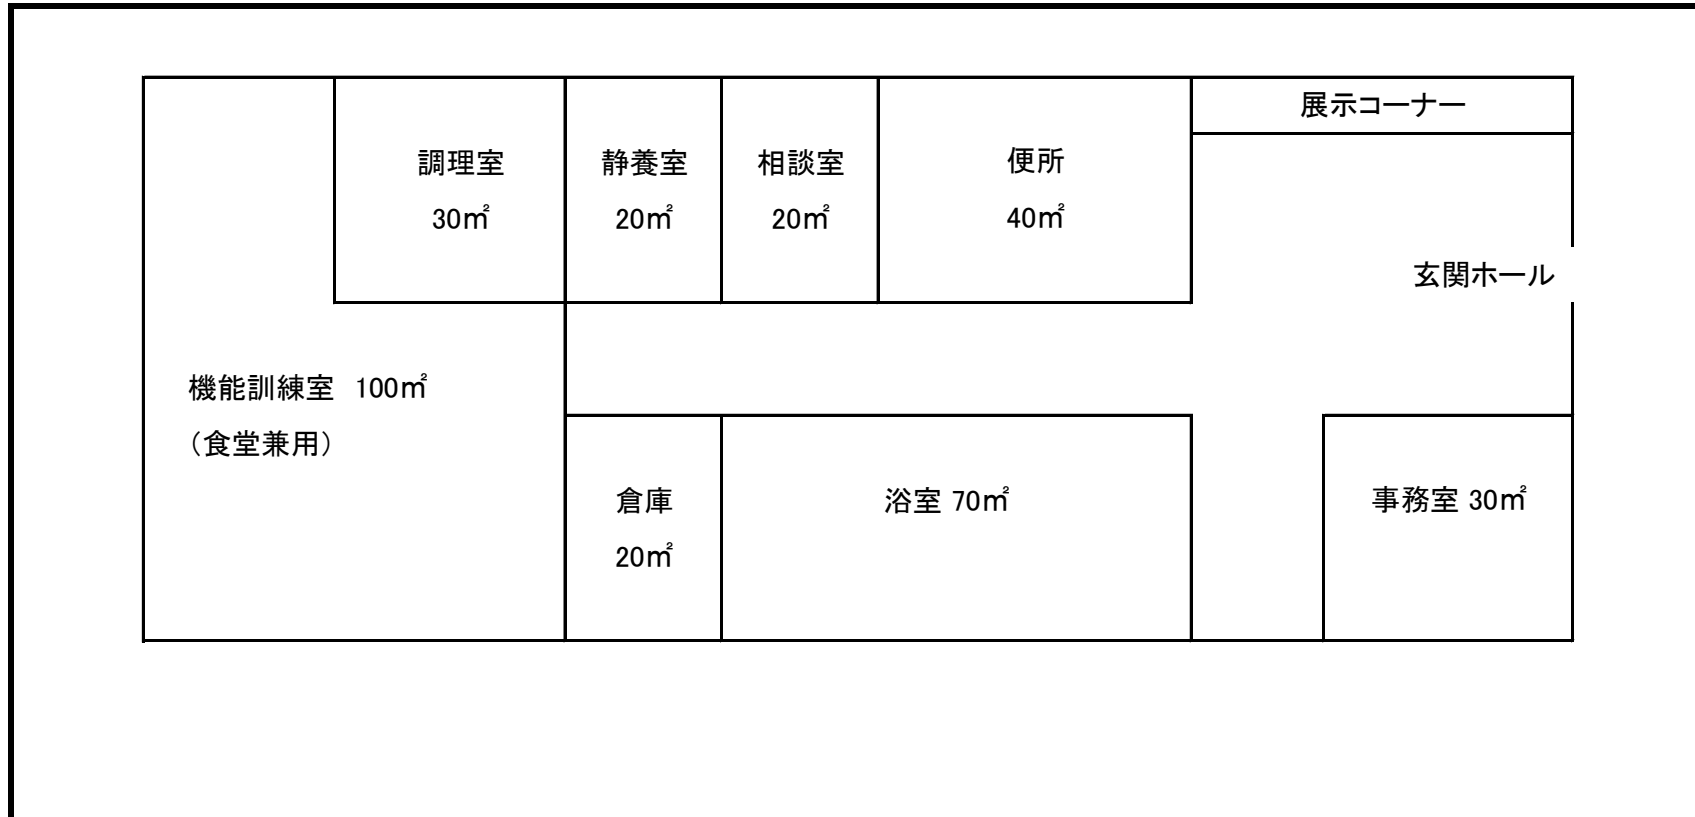 展示コーナー
調理室
30㎡
静養室
20㎡
相談室
20㎡
便所
40㎡
玄関ホール
機能訓練室 100㎡
（食堂兼用）
倉庫
20㎡
浴室 70㎡
事務室 30㎡